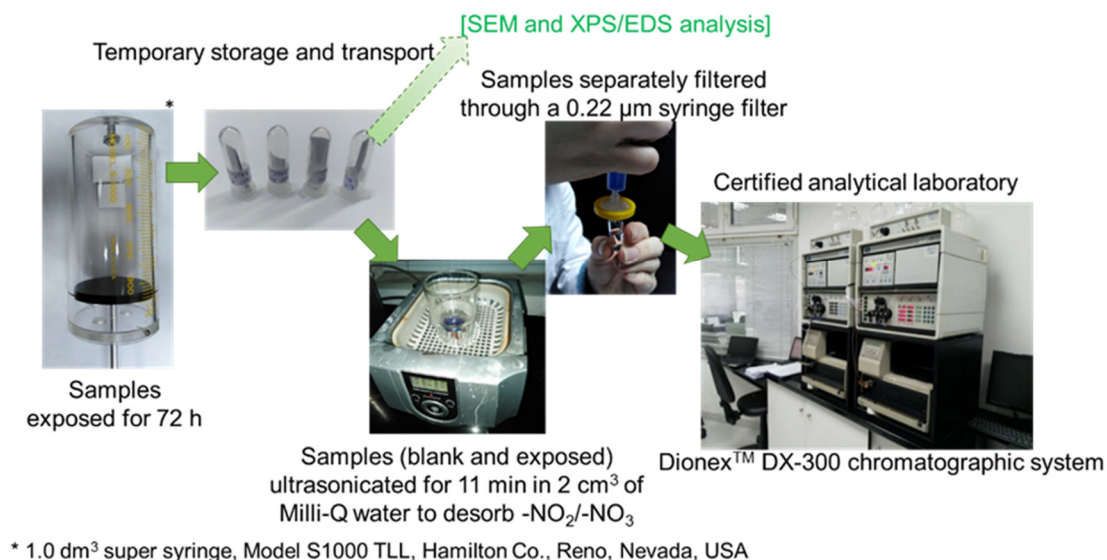 [SEM and XPS/EDS analysis]
Temporary storage and transport
Samples separately filtered
through a 0.22 μm syringe filter
*
Certified analytical laboratory
Samples
exposed for 72 h
Samples (blank and exposed)
ultrasonicated for 11 min in 2 cm³ of
Milli-Q water to desorb -NO₂/-NO₃
Dionex™ DX-300 chromatographic system
* 1.0 dm³ super syringe, Model S1000 TLL, Hamilton Co., Reno, Nevada, USA